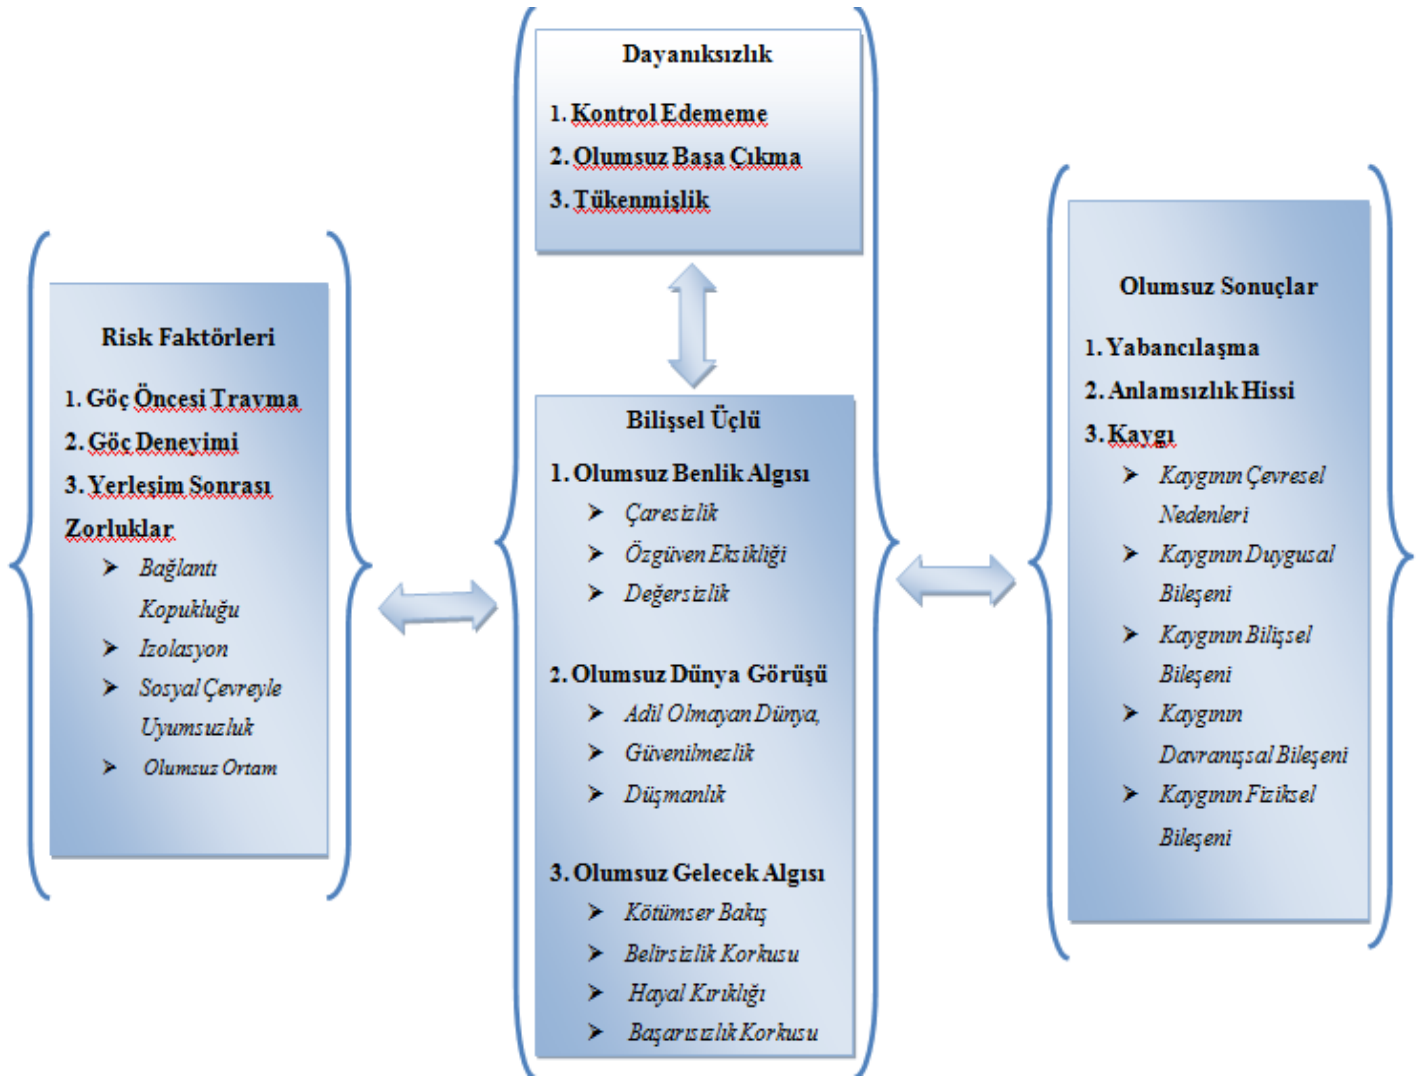 Dayanıksızlık
1. Kontrol Edememe
2. Olumsuz Başa Çıkma
3. Tükenmişlik
Risk Faktörleri
1. Göç Öncesi Travma
2. Göç Deneyimi
3. Yerleşim Sonrası
Zorluklar
➤ Bağlantı
Kopukluğu
➤ Izolasyon
➤ Sosyal Çevreyle
Uyumsuzluk
➤ Olumsuz Ortam
Bilişsel Üçlü
1. Olumsuz Benlik Algısı
➤ Çaresizlik
➤ Özgüven Eksikliği
➤ Değersizlik
2. Olumsuz Dünya Görüşü
➤ Adil Olmayan Dünya,
➤ Güvenilmezlik
➤ Düşmanlık
3. Olumsuz Gelecek Algısı
➤ Kötümser Bakış
➤ Belirsizlik Korkusu
➤ Hayal Kırıklığı
➤ Başarısızlık Korkusu
Olumsuz Sonuçlar
1. Yabancılaşma
2. Anlamsızlık Hissi
3. Kaygı
➤ Kaygının Çevresel
Nedenleri
➤ Kaygının Duygusal
Bileşeni
➤ Kaygının Bilişsel
Bileşeni
➤ Kaygının
Davranışsal Bileşeni
➤ Kaygının Fiziksel
Bileşeni